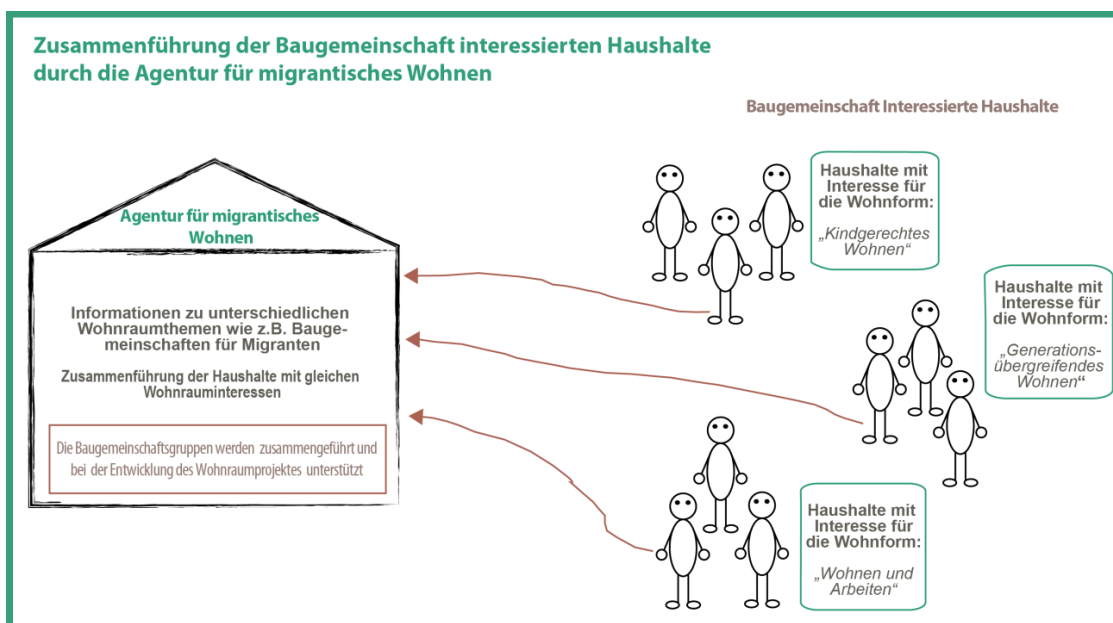 Zusammenführung der Baugemeinschaft interessierten Haushalte
durch die Agentur für migrantisches Wohnen
Baugemeinschaft Interessierte Haushalte
Agentur für migrantisches
Wohnen
Informationen zu unterschiedlichen
Wohnraumthemen wie z.B. Bauge-
meinschaften für Migranten
Zusammenführung der Haushalte mit gleichen
Wohnrauminteressen
Die Baugemeinschaftsgruppen werden zusammengeführt und
bei der Entwicklung des Wohnraumprojektes unterstützt
Haushalte mit
Interesse für
die Wohnform:
„Kindgerechtes
Wohnen“
Haushalte mit
Interesse für
die Wohnform:
„Generations-
übergreifendes
Wohnen“
Haushalte mit
Interesse für
die Wohnform:
„Wohnen und
Arbeiten“